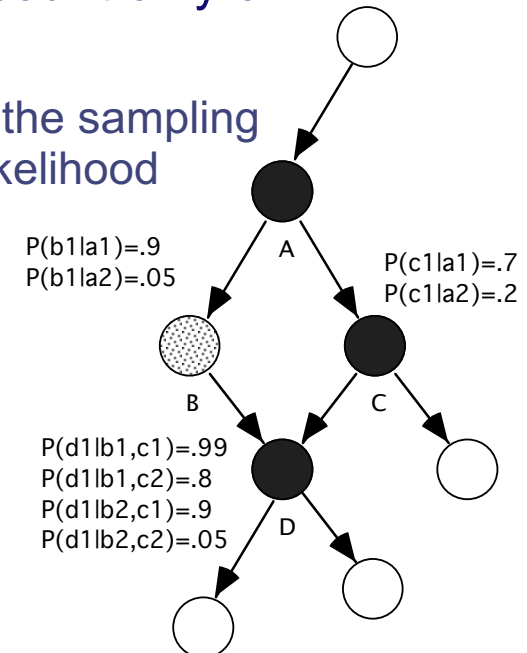 the sampling
kelihood
A
P(b1|a1)=.9
P(b1|a2)=.05
P(c1|a1)=.7
P(c1|a2)=.2
B
C
P(d1|b1,c1)=.99
P(d1|b1,c2)=.8
P(d1|b2,c1)=.9
P(d1|b2,c2)=.05
D